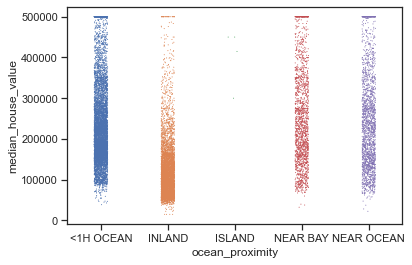 500000
400000
300000
200000
100000
0
median_house_value
<1H OCEAN INLAND ISLAND NEAR BAY NEAR OCEAN
ocean_proximity